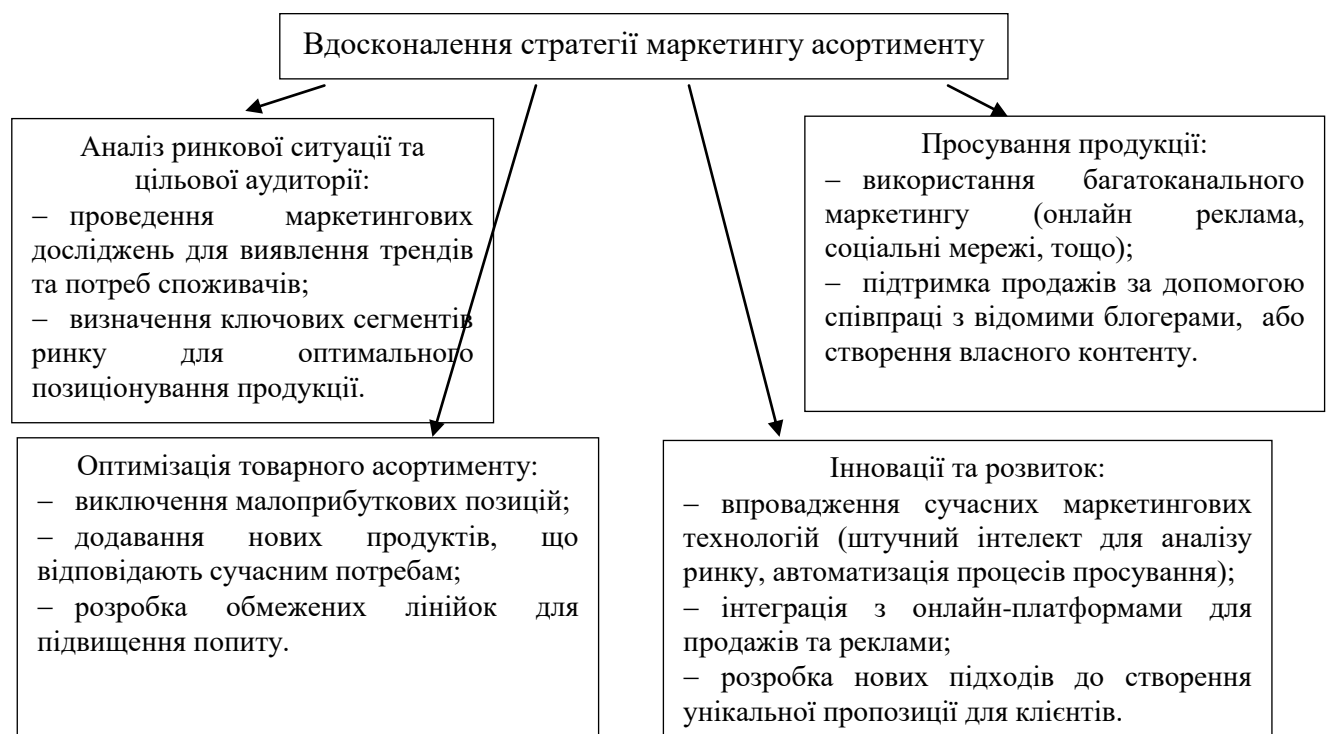 Вдосконалення стратегії маркетингу асортименту
Аналіз ринкової ситуації та
цільової аудиторії:
– проведення маркетингових
досліджень для виявлення трендів
та потреб споживачів;
– визначення ключових сегментів
ринку для оптимального
позиціонування продукції.
Просування продукції:
– використання багатоканального
маркетингу (онлайн реклама,
соціальні мережі, тощо);
– підтримка продажів за допомогою
співпраці з відомими блогерами, або
створення власного контенту.
Оптимізація товарного асортименту:
– виключення малоприбуткових позицій;
– додавання нових продуктів, що
відповідають сучасним потребам;
– розробка обмежених лінійок для
підвищення попиту.
Інновації та розвиток:
– впровадження сучасних маркетингових
технологій (штучний інтелект для аналізу
ринку, автоматизація процесів просування);
– інтеграція з онлайн-платформами для
продажів та реклами;
– розробка нових підходів до створення
унікальної пропозиції для клієнтів.